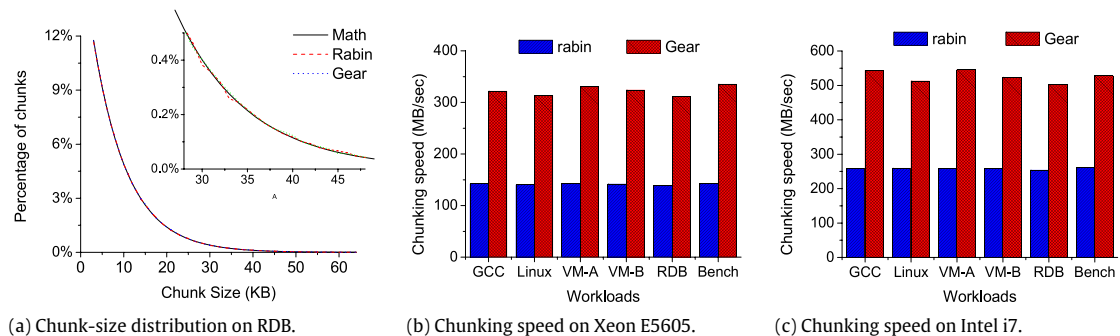 12%
9%
6%
3%
0%
0 10 20 30 40 50 60
Percentage of chunks
Chunk Size (KB)
0.4%
0.2%
0.0%
30 35 40 45
A
Math
Rabin
Gear
(a) Chunk-size distribution on RDB.
rabin Gear
400
300
200
100
0
Chunking speed (MB/sec)
GCC Linux VM-A VM-B RDB Bench
Workloads
(b) Chunking speed on Xeon E5605.
rabin Gear
600
500
400
300
200
100
0
Chunking speed (MB/sec)
GCC Linux VM-A VM-B RDB Bench
Workloads
(c) Chunking speed on Intel i7.